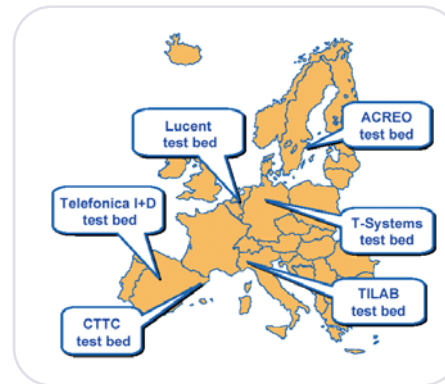 ACREO
test bed
Lucent
test bed
Telefonica I+D
test bed
T-Systems
test bed
TILAB
test bed
CTTC
test bed